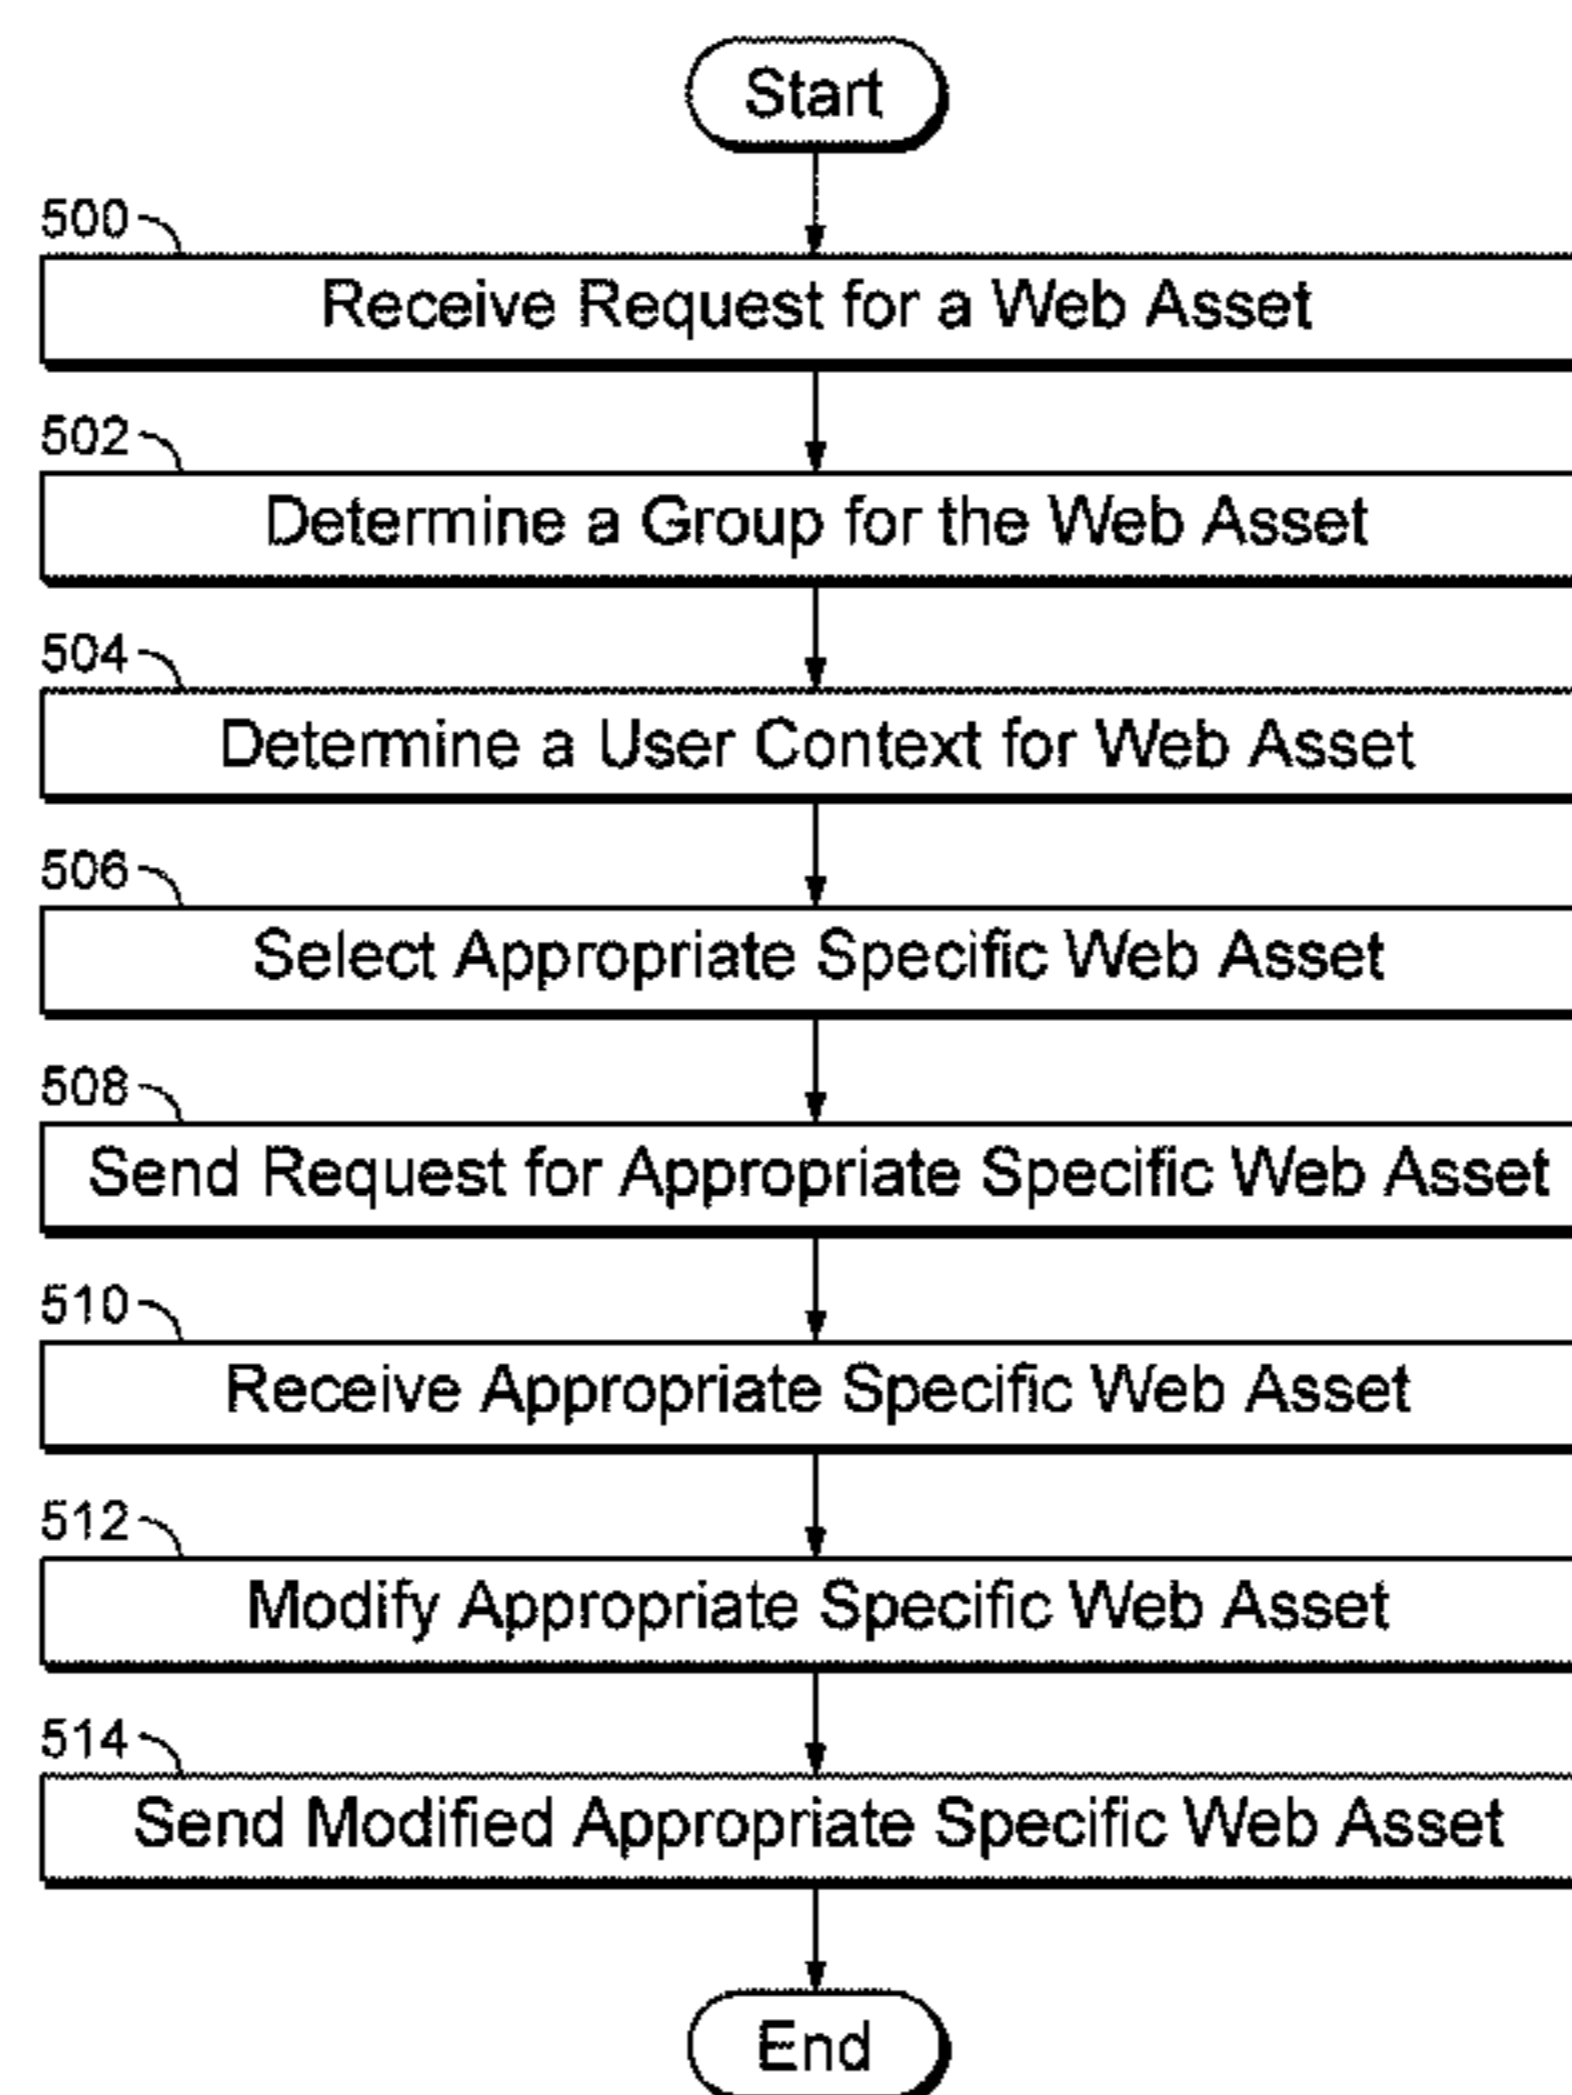 Start
500
Receive Request for a Web Asset
502
Determine a Group for the Web Asset
504
Determine a User Context for Web Asset
506
Select Appropriate Specific Web Asset
508
Send Request for Appropriate Specific Web Asset
510
Receive Appropriate Specific Web Asset
512
Modify Appropriate Specific Web Asset
514
Send Modified Appropriate Specific Web Asset
End